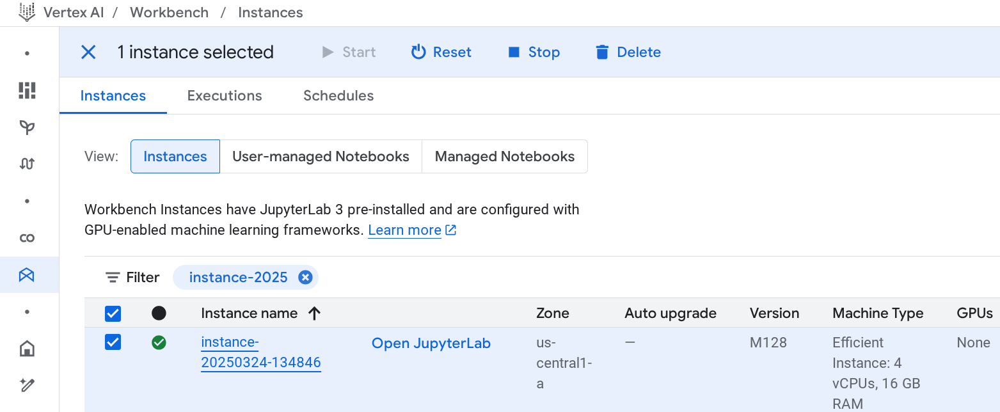 Vertex AI / Workbench / Instances
1 instance selected Start Reset Stop Delete
Instances Executions Schedules
View: Instances User-managed Notebooks Managed Notebooks
Workbench Instances have JupyterLab 3 pre-installed and are configured with
GPU-enabled machine learning frameworks. Learn more
Filter instance-2025
Instance name Zone Auto upgrade Version Machine Type GPUs
instance-
20250324-134846
Open JupyterLab
us-
central1-
a
—
M128
Efficient
Instance: 4
vCPUs, 16 GB
RAM
None